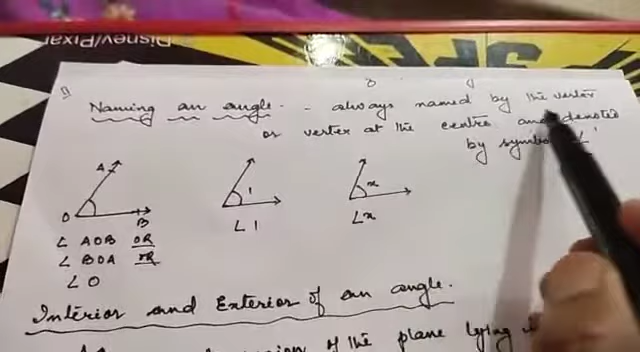 Disney/Pixar
Naming an angle. - always named by the vertex
or vertex at the centre and denoted
by symbol '∠'
A
O
B
1
x
∠ AOB OR
∠ BOA OR
∠ O
∠ 1
∠ x
Interior and Exterior of an angle.
of the plane lying